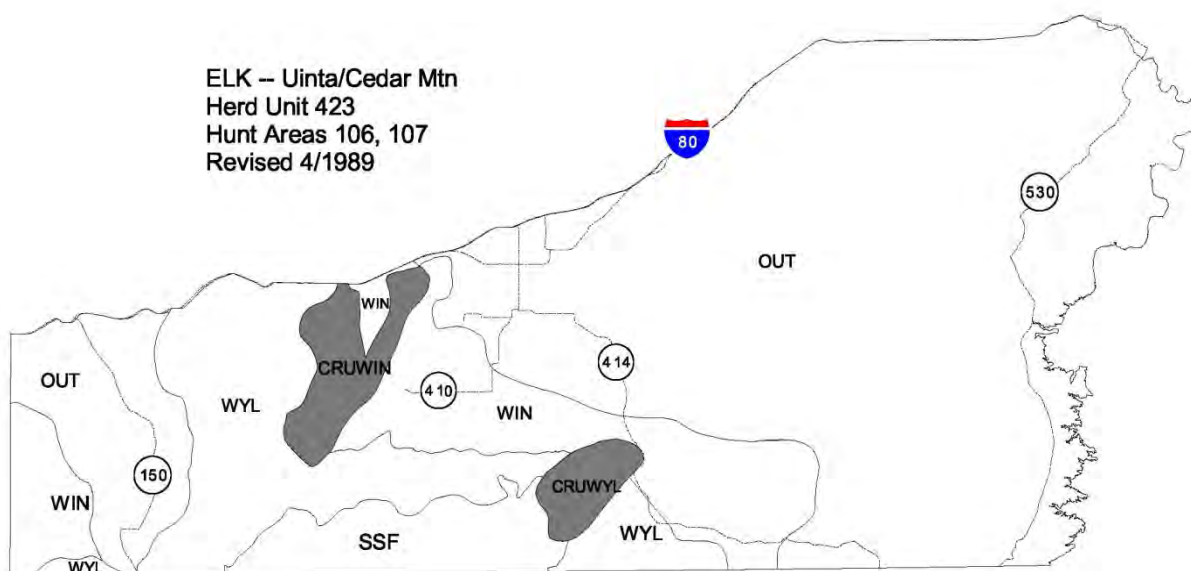 ELK -- Uinta/Cedar Mtn
Herd Unit 423
Hunt Areas 106, 107
Revised 4/1989
80
530
OUT
WIN
CRUWIN
414
OUT
410
WYL
WIN
150
CRUWYL
WIN
SSF
WYL
WYL